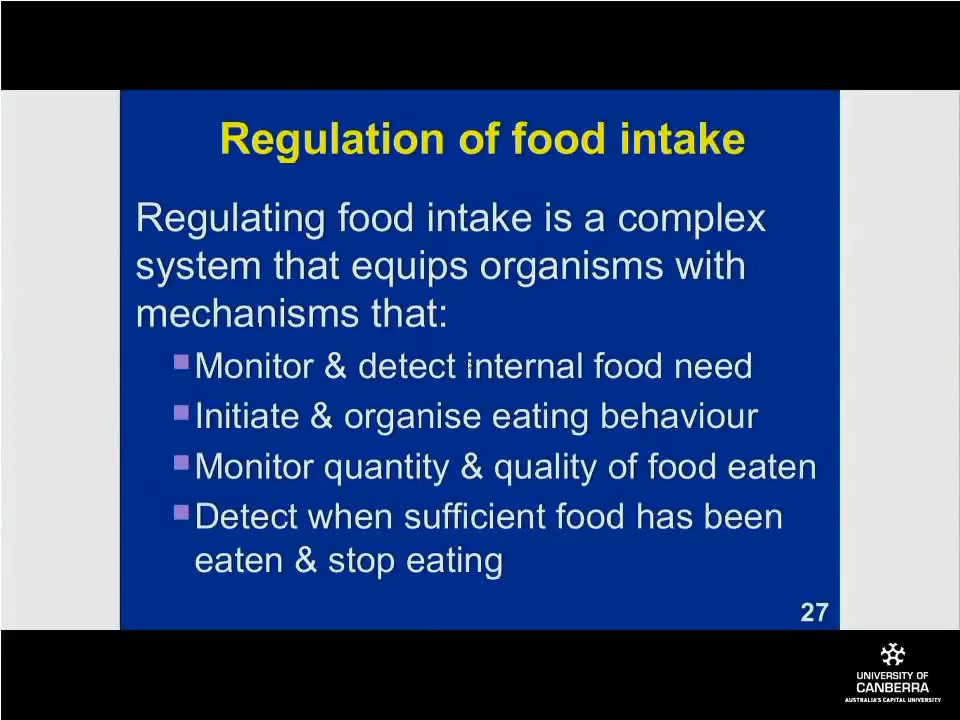 Regulation of food intake
Regulating food intake is a complex
system that equips organisms with
mechanisms that:
Monitor & detect internal food need
Initiate & organise eating behaviour
Monitor quantity & quality of food eaten
Detect when sufficient food has been
eaten & stop eating
27
UNIVERSITY OF
CANBERRA
AUSTRALIA'S CAPITAL UNIVERSITY